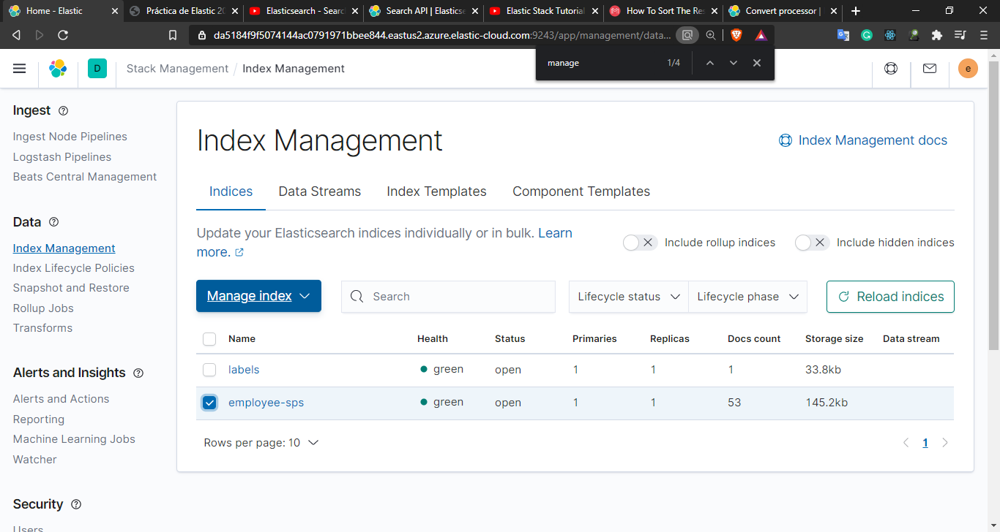 Home - Elastic
Práctica de Elastic 20
Elasticsearch - Searc
Search API | Elasticse
Elastic Stack Tutorial
How To Sort The Res
Convert processor |
da5184f9f5074144ac0791971bbee844.eastus2.azure.elastic-cloud.com:9243/app/management/data...
manage 1/4
D Stack Management / Index Management e
Ingest
Ingest Node Pipelines
Logstash Pipelines
Beats Central Management
Data
Index Management
Index Lifecycle Policies
Snapshot and Restore
Rollup Jobs
Transforms
Alerts and Insights
Alerts and Actions
Reporting
Machine Learning Jobs
Watcher
Security
Users
Index Management
Index Management docs
Indices Data Streams Index Templates Component Templates
Update your Elasticsearch indices individually or in bulk. Learn
more.
Include rollup indices Include hidden indices
Manage index Search Lifecycle status Lifecycle phase Reload indices
Name Health Status Primaries Replicas Docs count Storage size Data stream
labels green open 1 1 1 33.8kb
employee-sps green open 1 1 53 145.2kb
Rows per page: 10 1